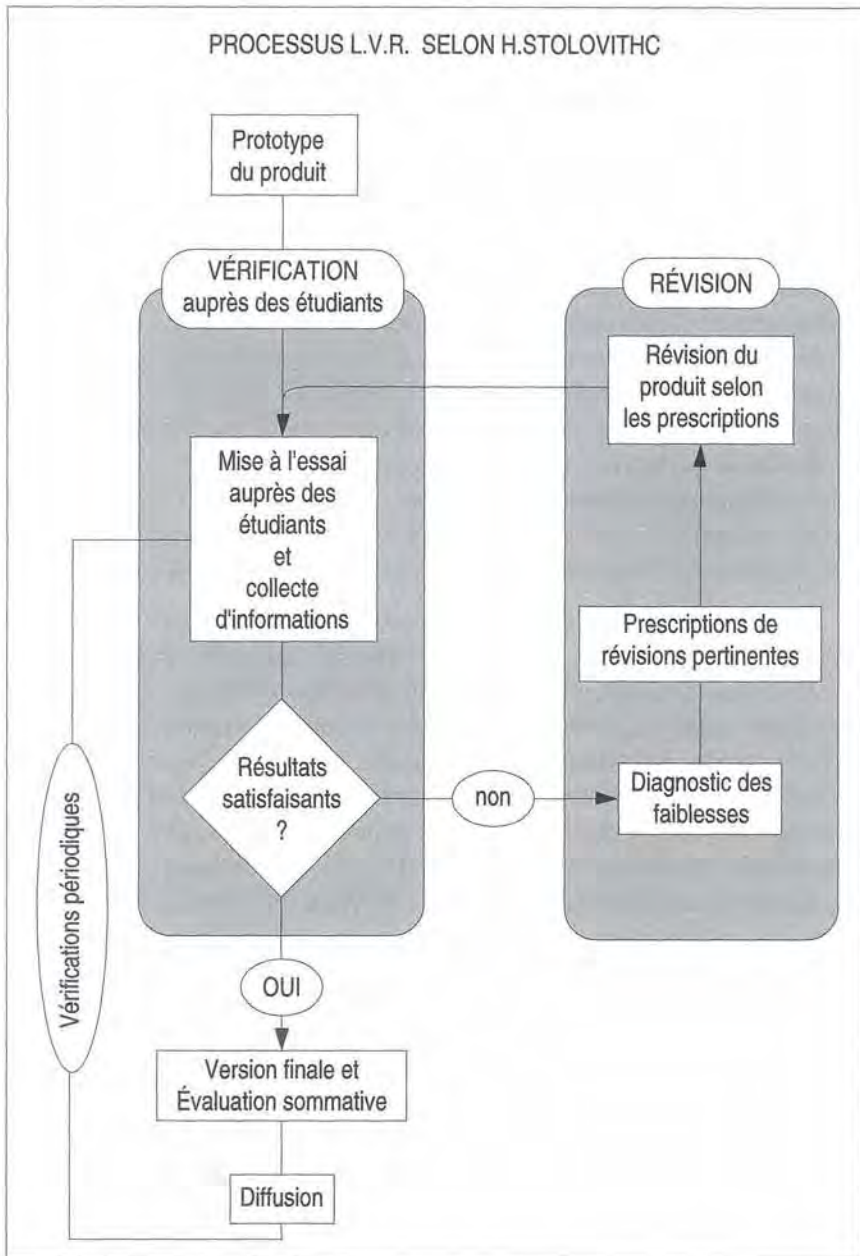 PROCESSUS L.V.R. SELON H.STOLOVITHC
Prototype
du produit
VÉRIFICATION
auprès des étudiants
RÉVISION
Révision du
produit selon
les prescriptions
Mise à l'essai
auprès des
étudiants
et
collecte
d'informations
Prescriptions de
révisions pertinentes
Résultats
satisfaisants
?
non
Diagnostic des
faiblesses
Vérifications périodiques
OUI
Version finale et
Évaluation sommative
Diffusion